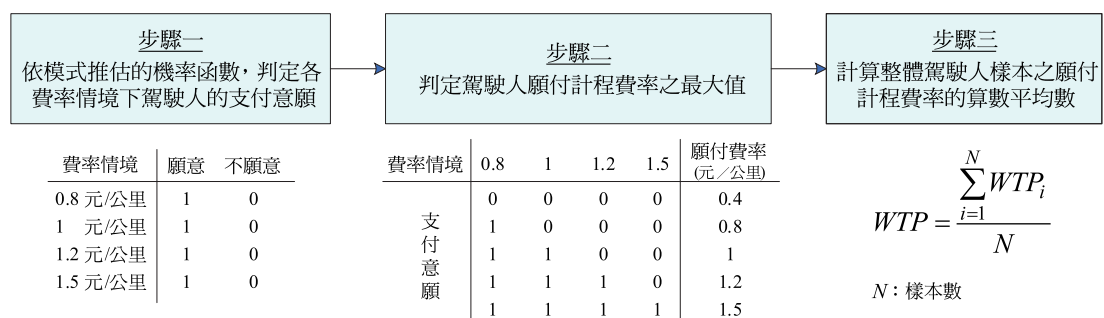 步驟一
依模式推估的機率函數，判定各
費率情境下駕駛人的支付意願
步驟二
判定駕駛人願付計程費率之最大值
步驟三
計算整體駕駛人樣本之願付
計程費率的算數平均數
費率情境 願意 不願意
0.8 元/公里 1 0
1 元/公里 1 0
1.2 元/公里 1 0
1.5 元/公里 1 0
費率情境 0.8 1 1.2 1.5 願付費率
(元／公里)
支付意願
0 0 0 0 0.4
1 0 0 0 0.8
1 1 0 0 1
1 1 1 0 1.2
1 1 1 1 1.5
WTP = \frac{\sum_{i=1}^{N} WTP_i}{N}
N：樣本數